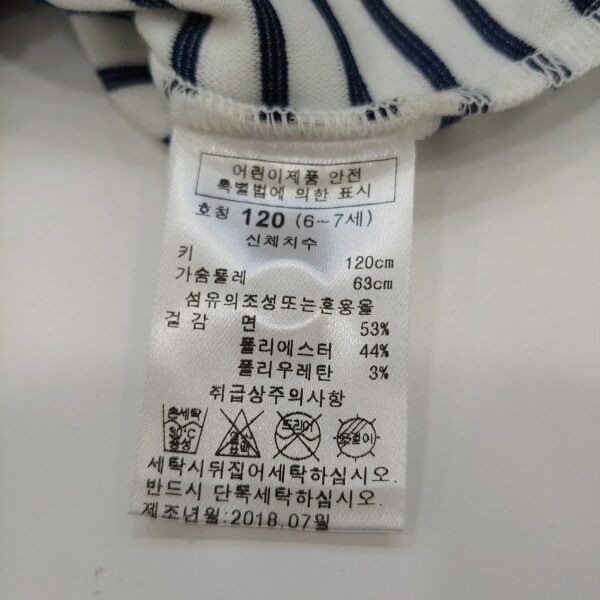 어린이제품 안전
특별법에 의한 표시
호칭 120 (6~7세)
신체치수
키 120cm
가슴둘레 63cm
섬유의조성또는혼용율
겉감 면 53%
폴리에스터 44%
폴리우레탄 3%
취급상주의사항
손세탁 드라이
30℃
중성
세탁시뒤집어세탁하십시오.
반드시 단독세탁하십시오.
제조년월:2018.07월